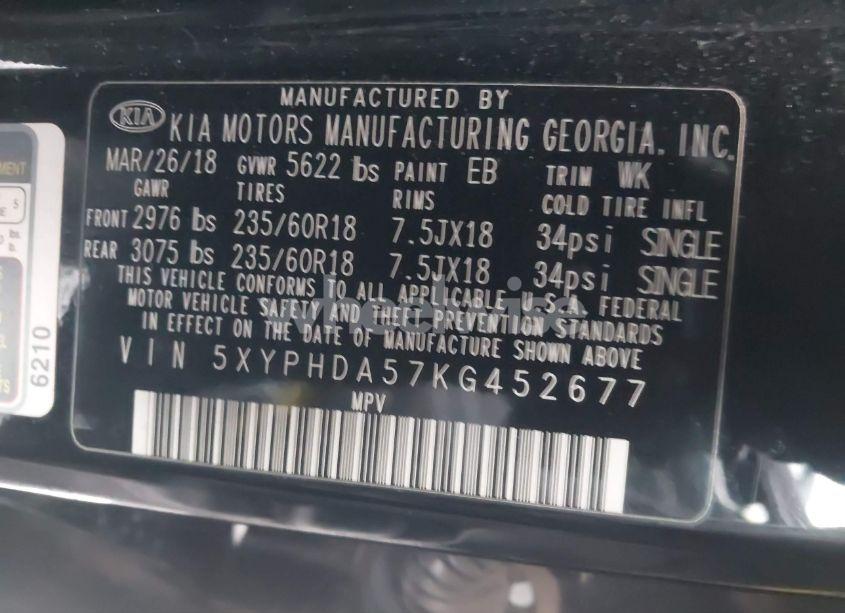 MANUFACTURED BY
KIA KIA MOTORS MANUFACTURING GEORGIA. INC.
MAR/26/18 GVWR 5622 lbs PAINT EB TRIM WK
GAWR TIRES RIMS COLD TIRE INFL
FRONT 2976 lbs 235/60R18 7.5JX18 34psi SINGLE
REAR 3075 lbs 235/60R18 7.5JX18 34psi SINGLE
THIS VEHICLE CONFORMS TO ALL APPLICABLE U.S.A. FEDERAL
MOTOR VEHICLE SAFETY AND THEFT PREVENTION STANDARDS
IN EFFECT ON THE DATE OF MANUFACTURE SHOWN ABOVE
VIN 5XYPHDA57KG452677
MPV
6210